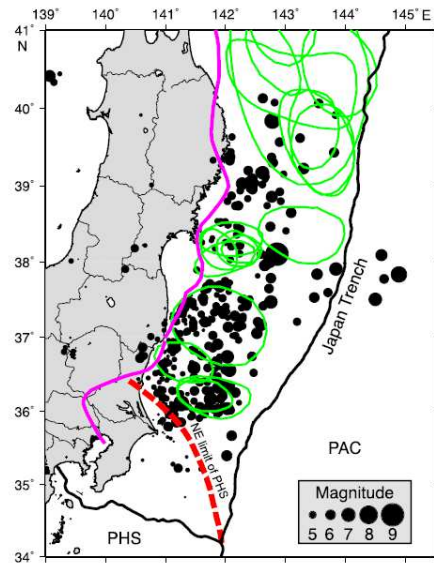 139° 140° 141° 142° 143° 144° 145° E
41°
N
40°
39°
38°
37°
36°
35°
34°
Japan Trench
NE limit of PHS
PAC
PHS
Magnitude
5 6 7 8 9